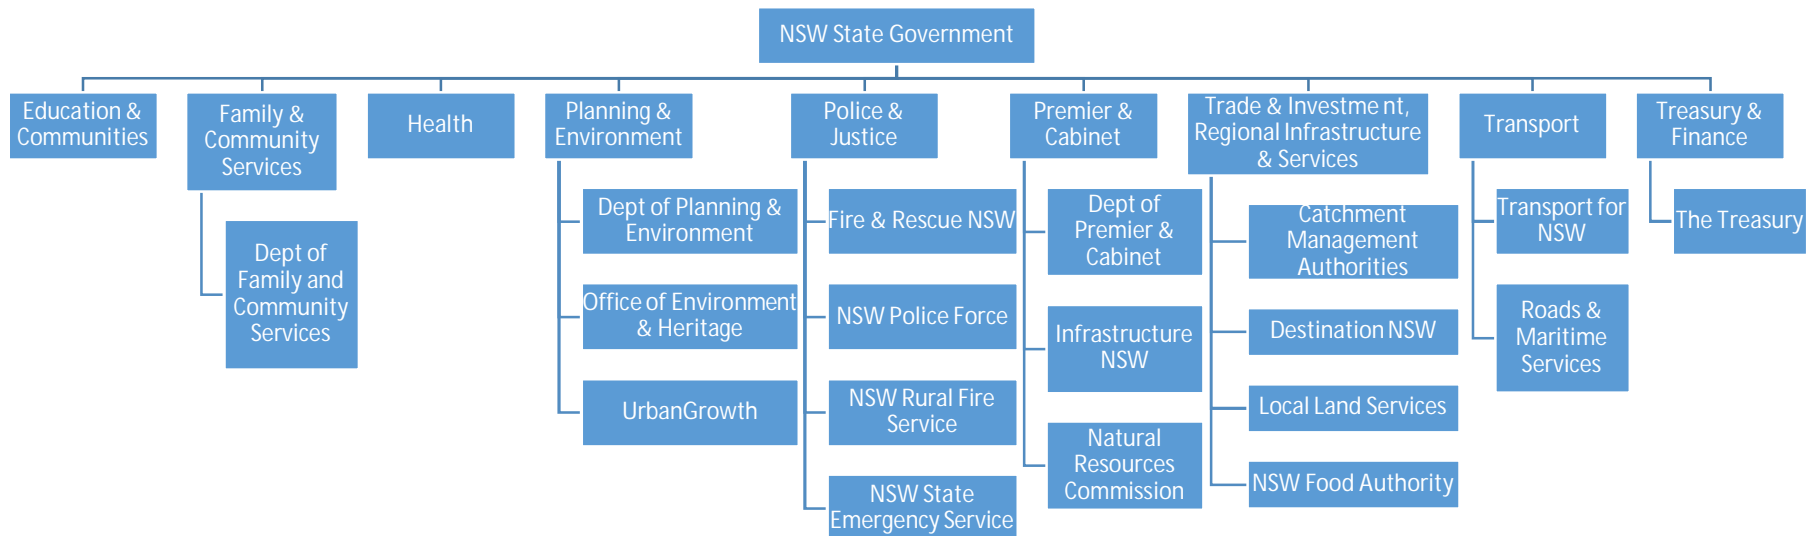 NSW State Government
Education &
Communities
Family &
Community
Services
Health
Planning &
Environment
Police &
Justice
Premier &
Cabinet
Trade & Investment,
Regional Infrastructure
& Services
Transport
Treasury &
Finance
Dept of
Family and
Community
Services
Dept of Planning &
Environment
Office of Environment
& Heritage
UrbanGrowth
Fire & Rescue NSW
NSW Police Force
NSW Rural Fire
Service
NSW State
Emergency Service
Dept of
Premier &
Cabinet
Infrastructure
NSW
Natural
Resources
Commission
Catchment
Management
Authorities
Destination NSW
Local Land Services
NSW Food Authority
Transport for
NSW
Roads &
Maritime
Services
The Treasury